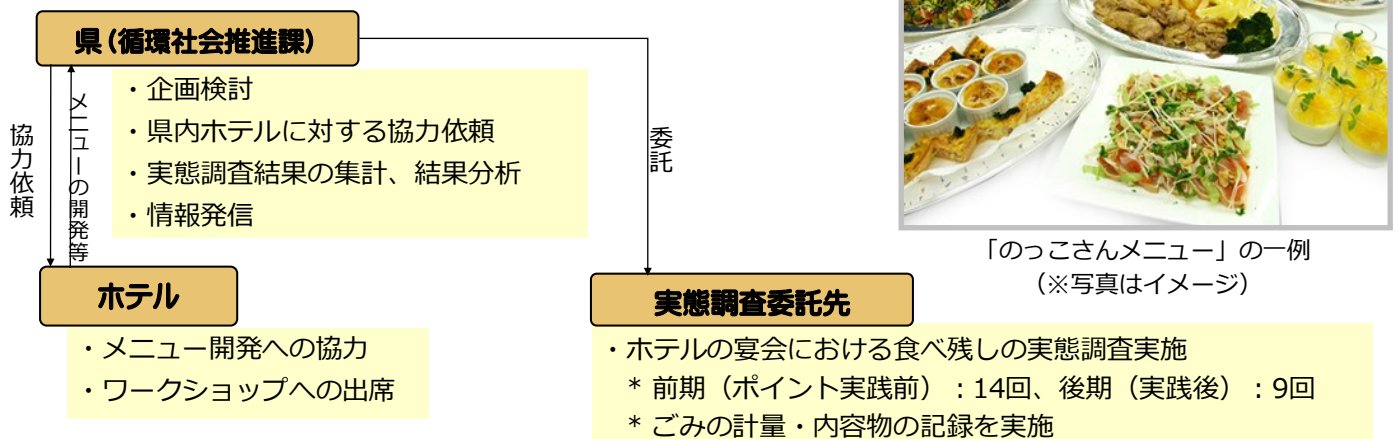 県(循環社会推進課)
・企画検討
・県内ホテルに対する協力依頼
・実態調査結果の集計、結果分析
・情報発信
協力依頼
メニューの開発等
委託
「のっこさんメニュー」の一例
(※写真はイメージ)
ホテル
・メニュー開発への協力
・ワークショップへの出席
実態調査委託先
・ホテルの宴会における食べ残しの実態調査実施
* 前期(ポイント実践前):14回、後期(実践後):9回
* ごみの計量・内容物の記録を実施